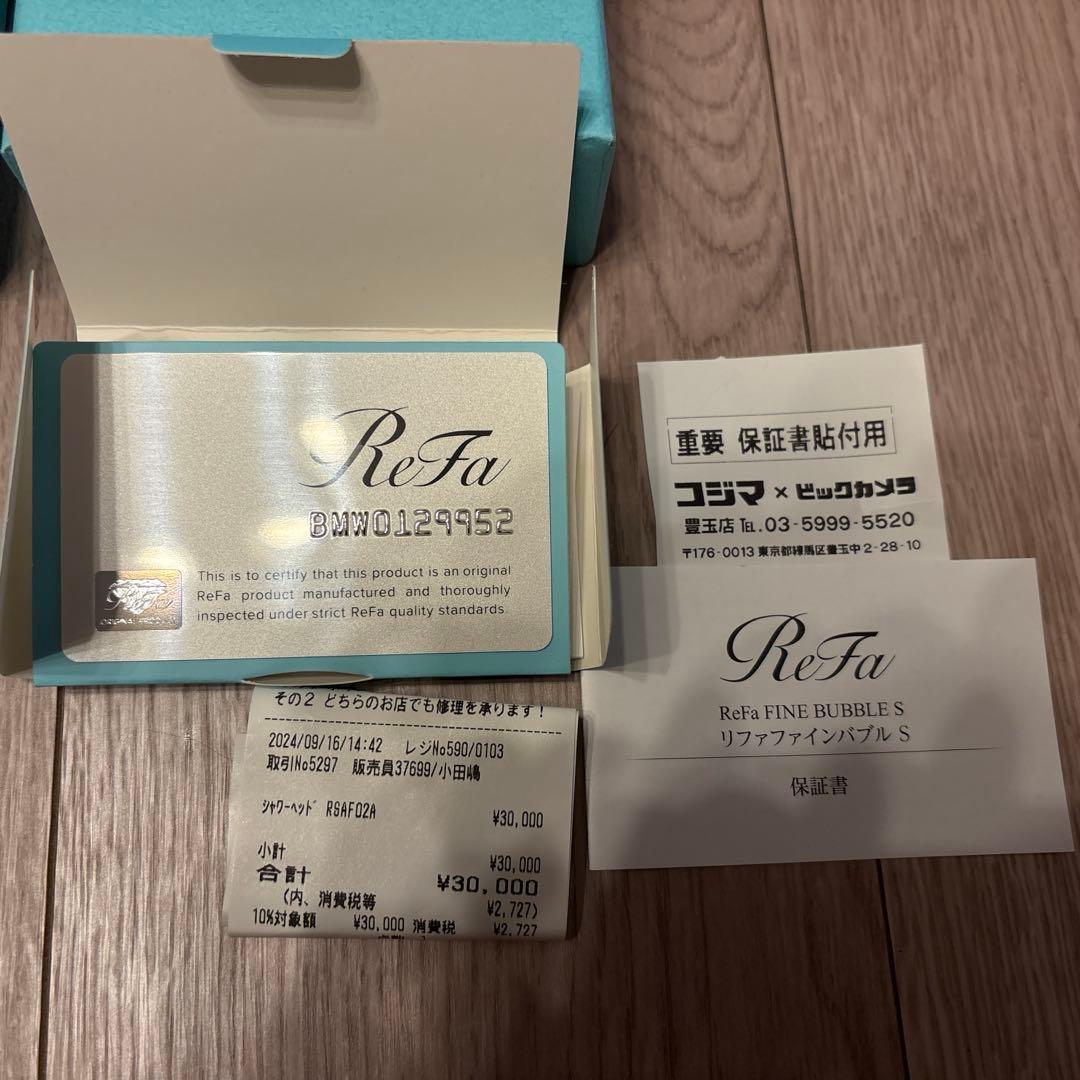 ReFa
BMW0129952
This is to certify that this product is an original
ReFa product manufactured and thoroughly
inspected under strict ReFa quality standards.
ReFa
ORIGINAL PRODUCT
重要 保証書貼付用
コジマ × ビックカメラ
豊玉店 TEL.03-5999-5520
〒176-0013 東京都練馬区豊玉中2-28-10
ReFa
ReFa FINE BUBBLE S
リファファインバブル S
保証書
その2 どちらのお店でも修理を承ります!
2024/09/16/14:42 レジNo590/0103
取引No5297 販売員37699/小田嶋
シャワーヘッド RSAF02A ¥30,000
小計 ¥30,000
合計 ¥30,000
(内、消費税等 ¥2,727)
10%対象額 ¥30,000 消費税 ¥2,727